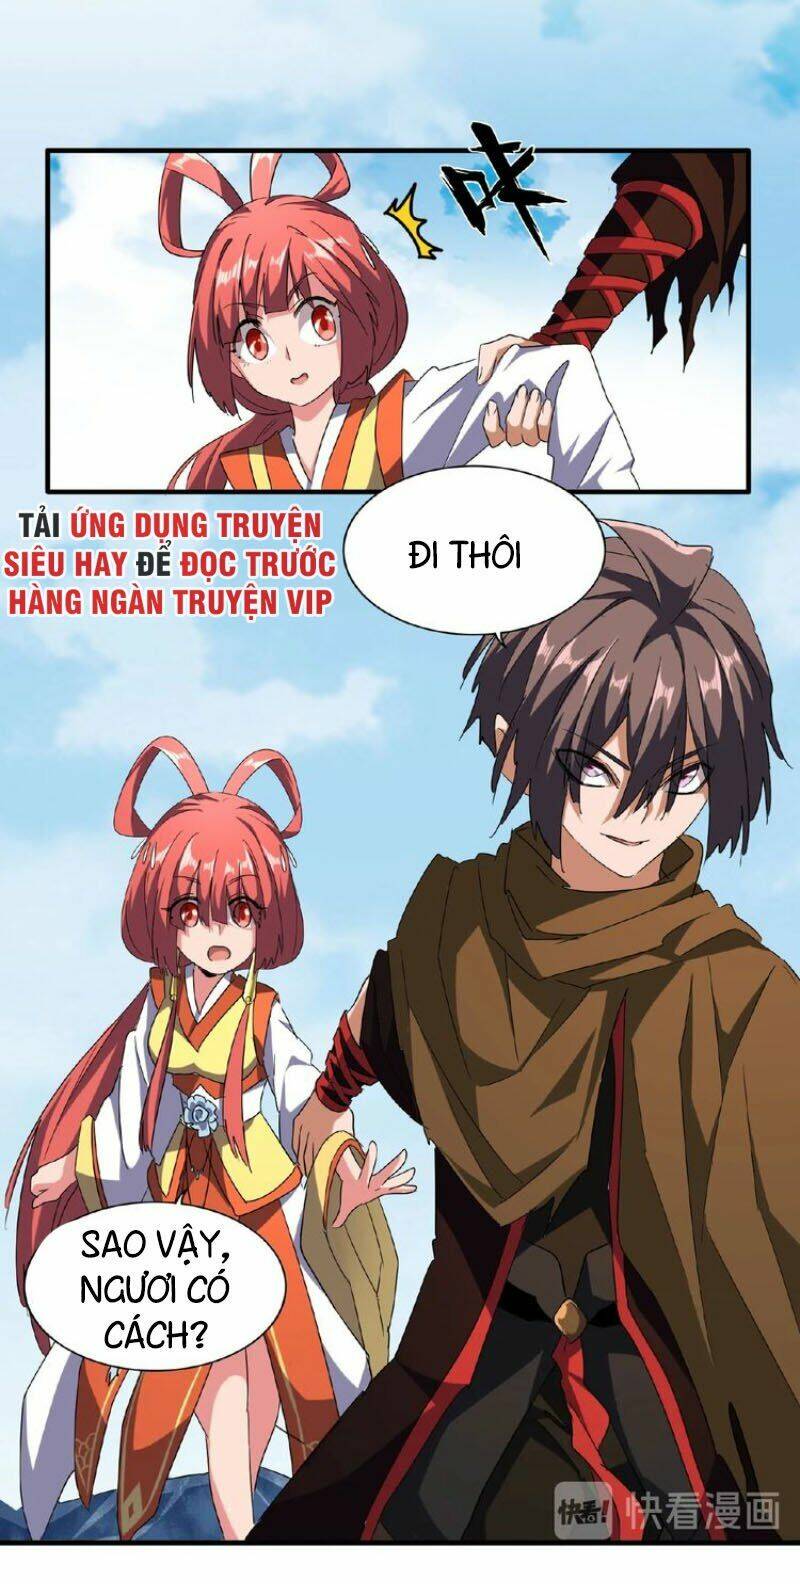 咔
TẢI ỨNG DỤNG TRUYỆN
SIÊU HAY ĐỂ ĐỌC TRƯỚC
HÀNG NGÀN TRUYỆN VIP
ĐI THÔI
SAO VẬY,
NGƯƠI CÓ
CÁCH?
快看! 快看漫画